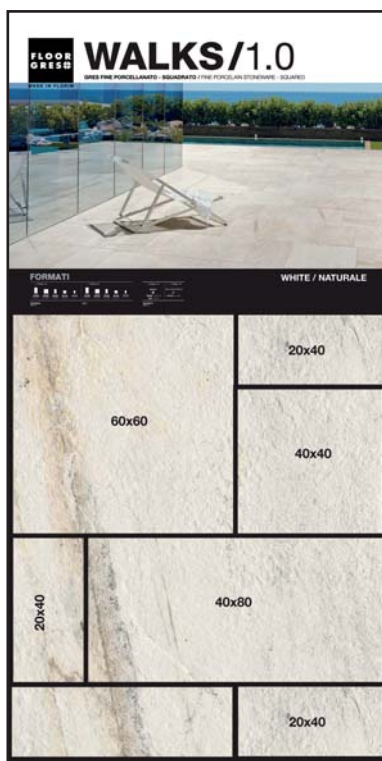 FLOOR
GRES
WALKS/1.0
GRES FINE PORCELLANATO - SQUADRATO / FINE PORCELAIN STONEWARE - SQUARED
MADE IN FLORIM
FORMATI
WHITE / NATURALE
20x40
60x60
40x40
20x40
40x80
20x40